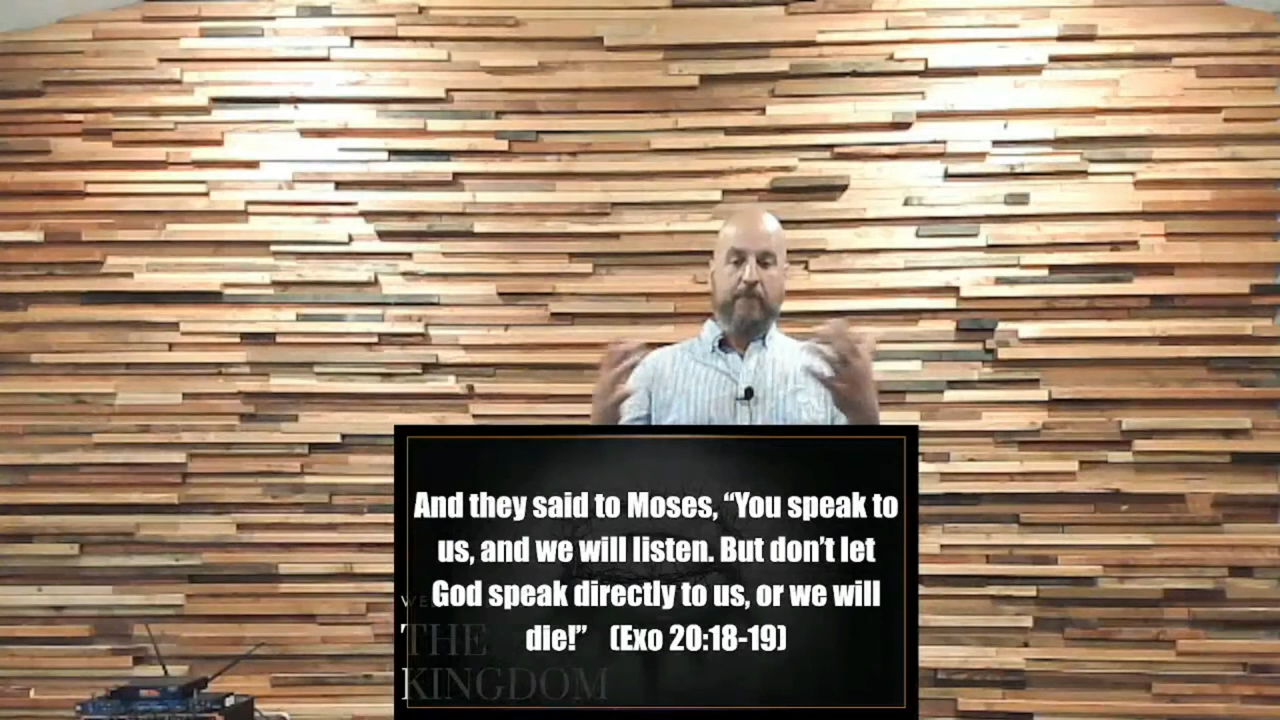 And they said to Moses, “You speak to
us, and we will listen. But don’t let
God speak directly to us, or we will
die!” (Exo 20:18-19)
THE
KINGDOM